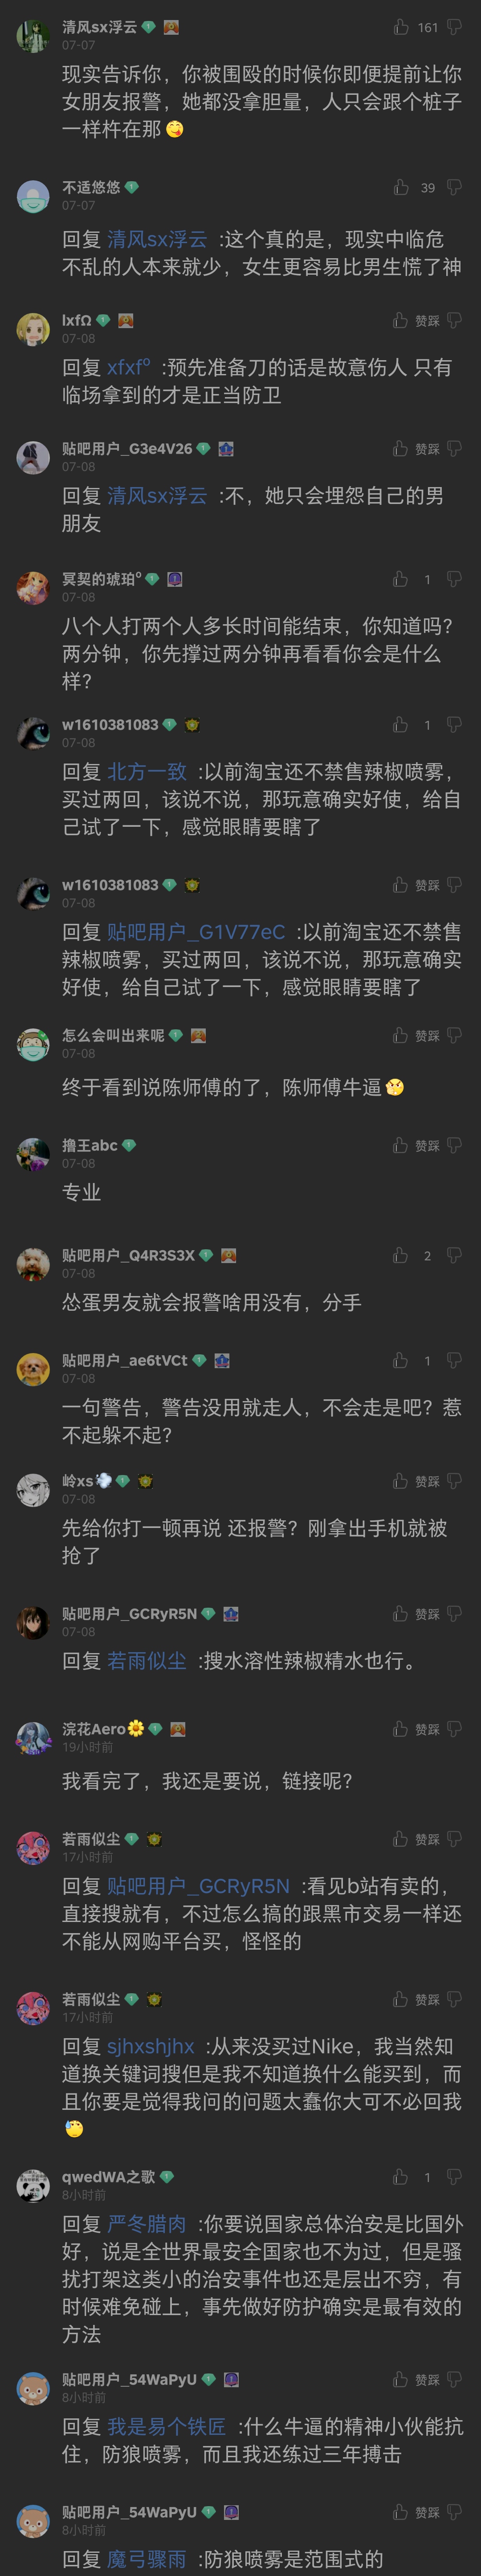 清风sx浮云
161
07-07
现实告诉你，你被围殴的时候你即便提前让你
女朋友报警，她都没拿胆量，人只会跟个桩子
一样杵在那
不适悠悠
39
07-07
回复 清风sx浮云 :这个真的是，现实中临危
不乱的人本来就少，女生更容易比男生慌了神
lxfΩ
赞踩
07-08
回复 xfxf⁰ :预先准备刀的话是故意伤人 只有
临场拿到的才是正当防卫
贴吧用户_G3e4V26
赞踩
07-08
回复 清风sx浮云 :不，她只会埋怨自己的男
朋友
冥契的琥珀⁰
1
07-08
八个人打两个人多长时间能结束，你知道吗？
两分钟，你先撑过两分钟再看看你会是什么
样？
w1610381083
1
07-08
回复 北方一致 :以前淘宝还不禁售辣椒喷雾，
买过两回，该说不说，那玩意确实好使，给自
己试了一下，感觉眼睛要瞎了
w1610381083
赞踩
07-08
回复 贴吧用户_G1V77eC :以前淘宝还不禁售
辣椒喷雾，买过两回，该说不说，那玩意确实
好使，给自己试了一下，感觉眼睛要瞎了
怎么会叫出来呢
赞踩
07-08
终于看到说陈师傅的了，陈师傅牛逼
撸王abc
赞踩
07-08
专业
贴吧用户_Q4R3S3X
2
07-08
怂蛋男友就会报警啥用没有，分手
贴吧用户_ae6tVCt
1
07-08
一句警告，警告没用就走人，不会走是吧？惹
不起躲不起？
岭xs💨
赞踩
07-08
先给你打一顿再说 还报警？刚拿出手机就被
抢了
贴吧用户_GCRyR5N
赞踩
07-08
回复 若雨似尘 :搜水溶性辣椒精水也行。
浣花Aero🌼
赞踩
19小时前
我看完了，我还是要说，链接呢？
若雨似尘
赞踩
17小时前
回复 贴吧用户_GCRyR5N :看见b站有卖的，
直接搜就有，不过怎么搞的跟黑市交易一样还
不能从网购平台买，怪怪的
若雨似尘
赞踩
17小时前
回复 sjhxshjhx :从来没买过Nike，我当然知
道换关键词搜但是我不知道换什么能买到，而
且你要是觉得我问的问题太蠢你大可不必回我
qwedWA之歌
1
8小时前
回复 严冬腊肉 :你要说国家总体治安是比国外
好，说是全世界最安全国家也不为过，但是骚
扰打架这类小的治安事件也还是层出不穷，有
时候难免碰上，事先做好防护确实是最有效的
方法
贴吧用户_54WaPyU
赞踩
8小时前
回复 我是易个铁匠 :什么牛逼的精神小伙能抗
住，防狼喷雾，而且我还练过三年搏击
贴吧用户_54WaPyU
赞踩
8小时前
回复 魔弓骤雨 :防狼喷雾是范围式的